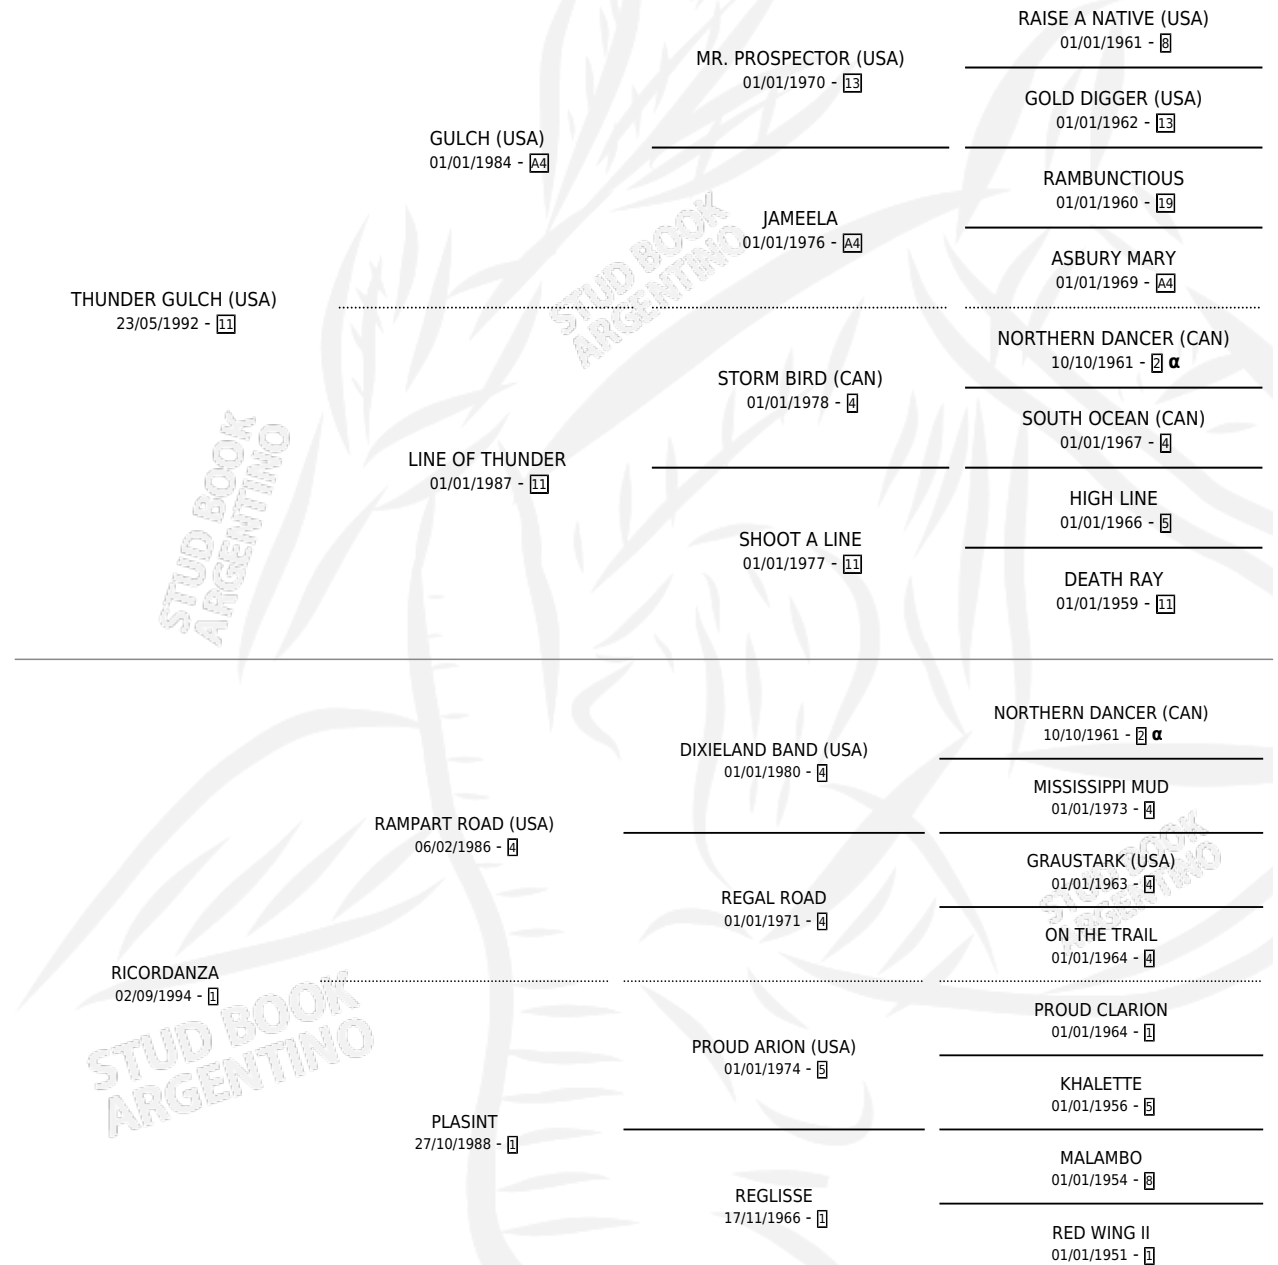 RAISE A NATIVE (USA)
01/01/1961 - 8
MR. PROSPECTOR (USA)
01/01/1970 - 13
GOLD DIGGER (USA)
01/01/1962 - 13
GULCH (USA)
01/01/1984 - A4
RAMBUNCTIOUS
01/01/1960 - 19
JAMEELA
01/01/1976 - A4
ASBURY MARY
01/01/1969 - A4
THUNDER GULCH (USA)
23/05/1992 - 11
NORTHERN DANCER (CAN)
10/10/1961 - 2 α
STORM BIRD (CAN)
01/01/1978 - 4
SOUTH OCEAN (CAN)
01/01/1967 - 4
LINE OF THUNDER
01/01/1987 - 11
HIGH LINE
01/01/1966 - 5
SHOOT A LINE
01/01/1977 - 11
DEATH RAY
01/01/1959 - 11
NORTHERN DANCER (CAN)
10/10/1961 - 2 α
DIXIELAND BAND (USA)
01/01/1980 - 4
MISSISSIPPI MUD
01/01/1973 - 4
RAMPART ROAD (USA)
06/02/1986 - 4
GRAUSTARK (USA)
01/01/1963 - 4
REGAL ROAD
01/01/1971 - 4
ON THE TRAIL
01/01/1964 - 4
RICORDANZA
02/09/1994 - 1
PROUD CLARION
01/01/1964 - 1
PROUD ARION (USA)
01/01/1974 - 5
KHALETTE
01/01/1956 - 5
PLASINT
27/10/1988 - 1
MALAMBO
01/01/1954 - 8
REGLISSE
17/11/1966 - 1
RED WING II
01/01/1951 - 1
STUD BOOK
ARGENTINO
STUD BOOK
ARGENTINO
STUD BOOK
ARGENTINO
STUD BOOK
ARGENTINO